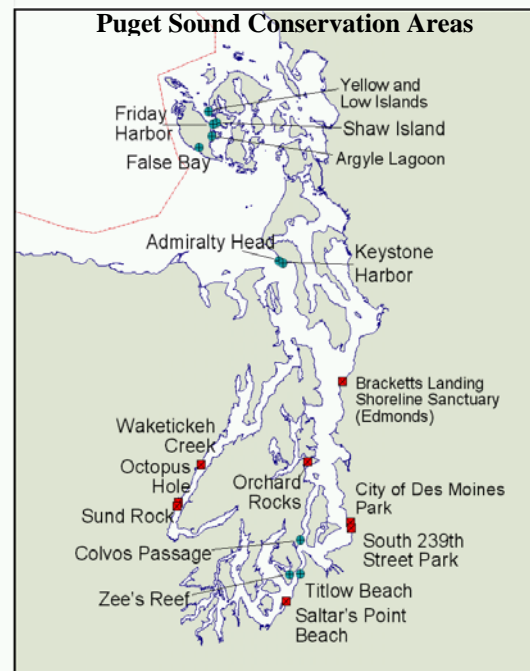 Puget Sound Conservation Areas
Yellow and
Low Islands
Friday
Harbor
Shaw Island
False Bay
Argyle Lagoon
Admiralty Head
Keystone
Harbor
Bracketts Landing
Shoreline Sanctuary
(Edmonds)
Waketickeh
Creek
Octopus
Hole
Orchard
Rocks
City of Des Moines
Park
Sund Rock
South 239th
Street Park
Colvos Passage
Zee's Reef
Titlow Beach
Saltar's Point
Beach